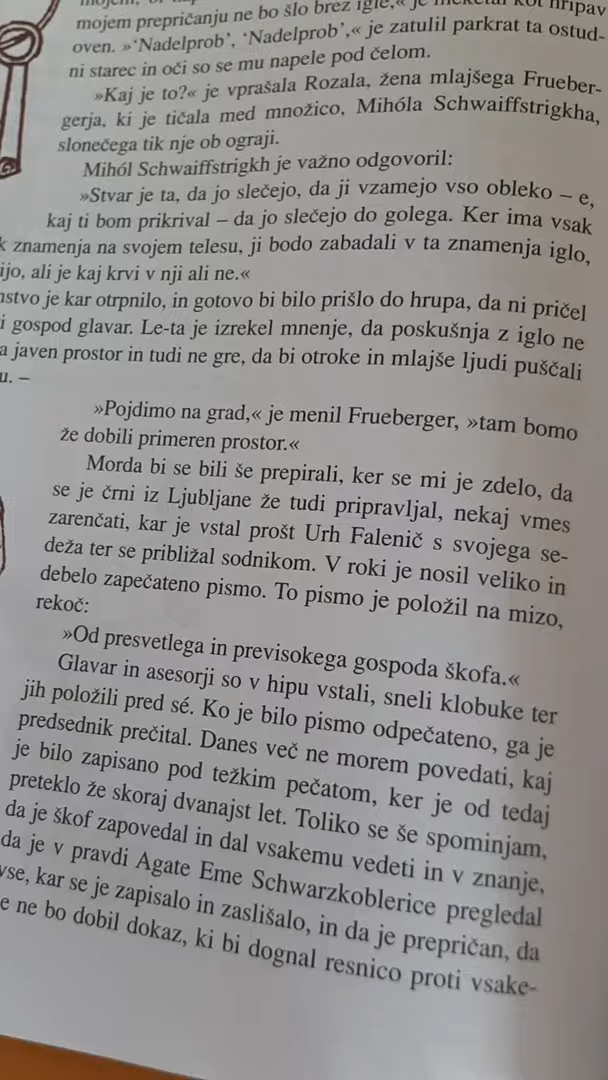 mojem prepričanju ne bo šlo brez igle,« je meketal kot hripav
oven. »‘Nadelprob’, ‘Nadelprob’,« je zatulil parkrat ta ostud-
ni starec in oči so se mu napele pod čelom.
»Kaj je to?« je vprašala Rozala, žena mlajšega Frueber-
gerja, ki je tičala med množico, Mihóla Schwaiffstrigkha,
slonečega tik nje ob ograji.
Mihól Schwaiffstrigkh je važno odgovoril:
»Stvar je ta, da jo slečejo, da ji vzamejo vso obleko – e,
kaj ti bom prikrival – da jo slečejo do golega. Ker ima vsak
k znamenja na svojem telesu, ji bodo zabadali v ta znamenja iglo,
ijo, ali je kaj krvi v nji ali ne.«
nstvo je kar otrpnilo, in gotovo bi bilo prišlo do hrupa, da ni pričel
i gospod glavar. Le-ta je izrekel mnenje, da poskušnja z iglo ne
a javen prostor in tudi ne gre, da bi otroke in mlajše ljudi puščali
u. –
»Pojdimo na grad,« je menil Frueberger, »tam bomo
že dobili primeren prostor.«
Morda bi se bili še prepirali, ker se mi je zdelo, da
se je črni iz Ljubljane že tudi pripravljal, nekaj vmes
zarenčati, kar je vstal prošt Urh Falenič s svojega se-
deža ter se približal sodnikom. V roki je nosil veliko in
debelo zapečateno pismo. To pismo je položil na mizo,
rekoč:
»Od presvetlega in previsokega gospoda škofa.«
Glavar in asesorji so v hipu vstali, sneli klobuke ter
jih položili pred sé. Ko je bilo pismo odpečateno, ga je
predsednik prečital. Danes več ne morem povedati, kaj
je bilo zapisano pod težkim pečatom, ker je od tedaj
preteklo že skoraj dvanajst let. Toliko se še spominjam,
da je škof zapovedal in dal vsakemu vedeti in v znanje,
da je v pravdi Agate Eme Schwarzkoblerice pregledal
vse, kar se je zapisalo in zaslišalo, in da je prepričan, da
e ne bo dobil dokaz, ki bi dognal resnico proti vsake-